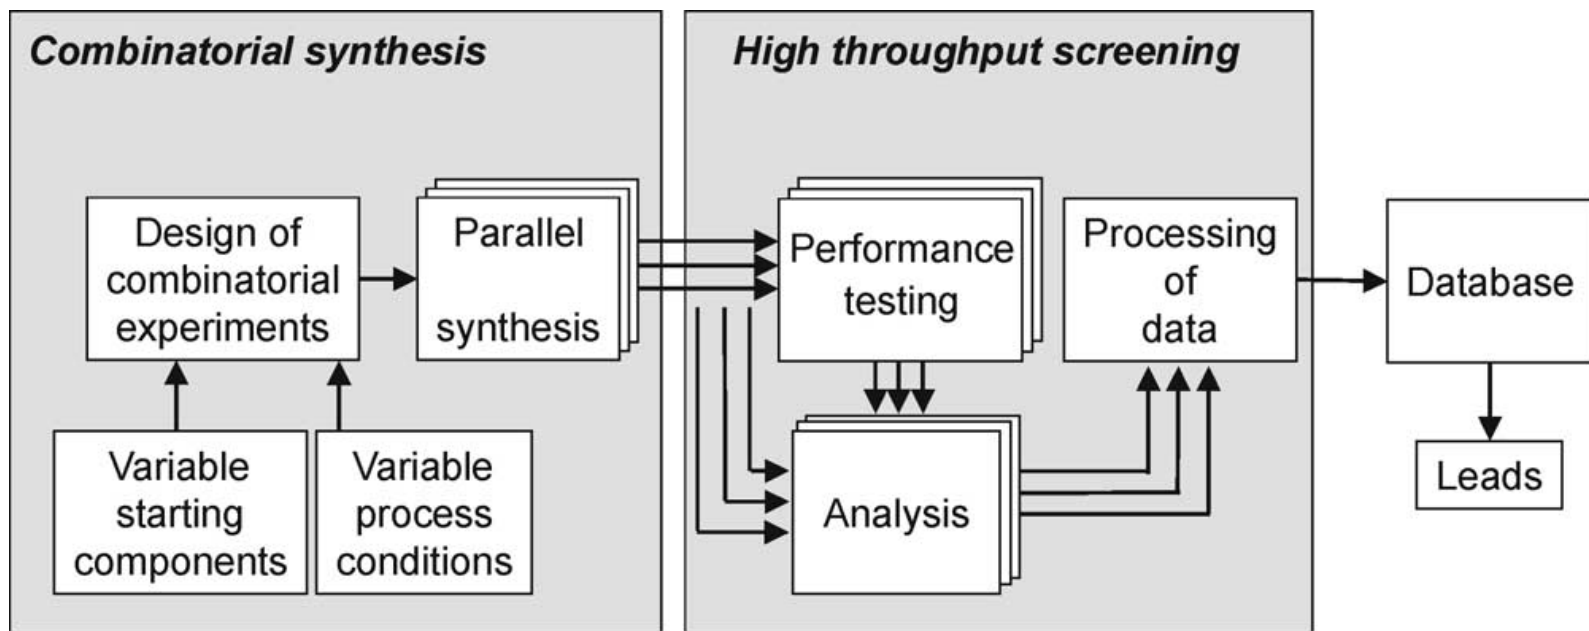 Combinatorial synthesis
High throughput screening
Design of
combinatorial
experiments
Parallel
synthesis
Performance
testing
Processing
of
data
Database
Variable
starting
components
Variable
process
conditions
Analysis
Leads